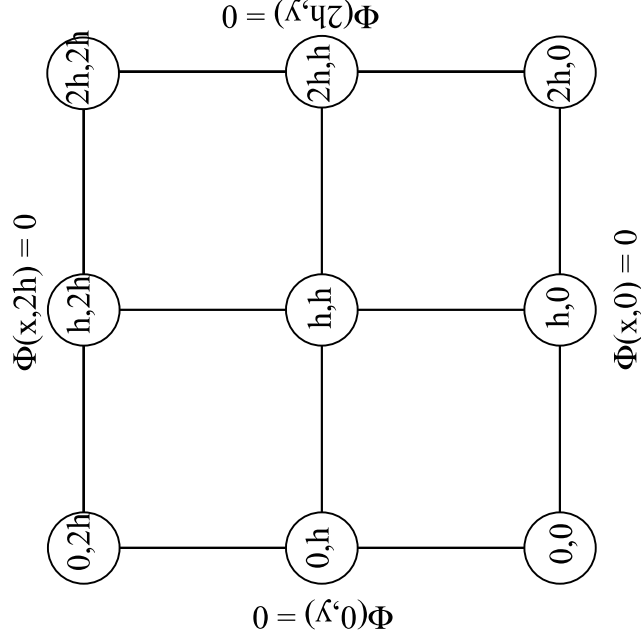 Φ(2h,y) = 0
2h,2h
2h,h
2h,0
Φ(x,2h) = 0
h,2h
h,h
h,0
Φ(x,0) = 0
0,2h
0,h
0,0
Φ(0,y) = 0